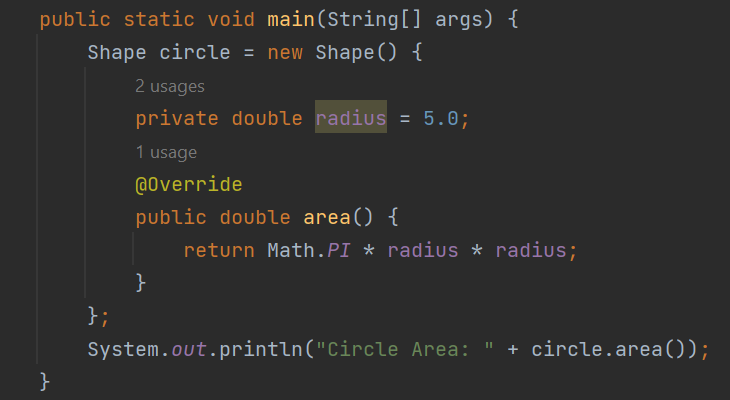 public static void main(String[] args) {
Shape circle = new Shape() {
2 usages
private double radius = 5.0;
1 usage
@Override
public double area() {
return Math.PI * radius * radius;
}
};
System.out.println("Circle Area: " + circle.area());
}